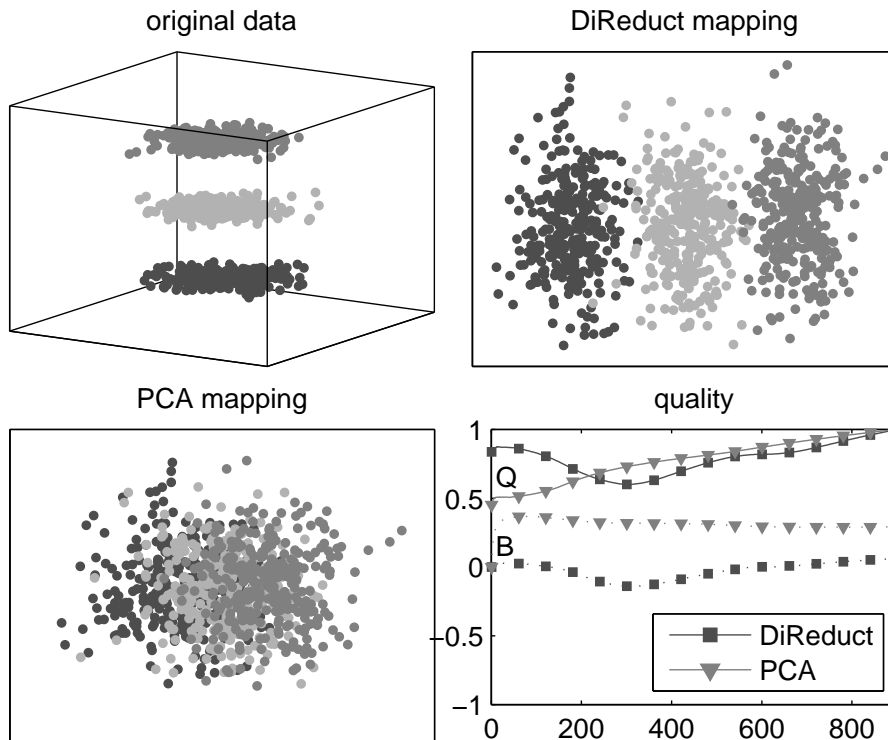 original data
DiReduct mapping
PCA mapping
quality
1
Q
0.5
B
0
−0.5
−1
DiReduct
PCA
0 200 400 600 800